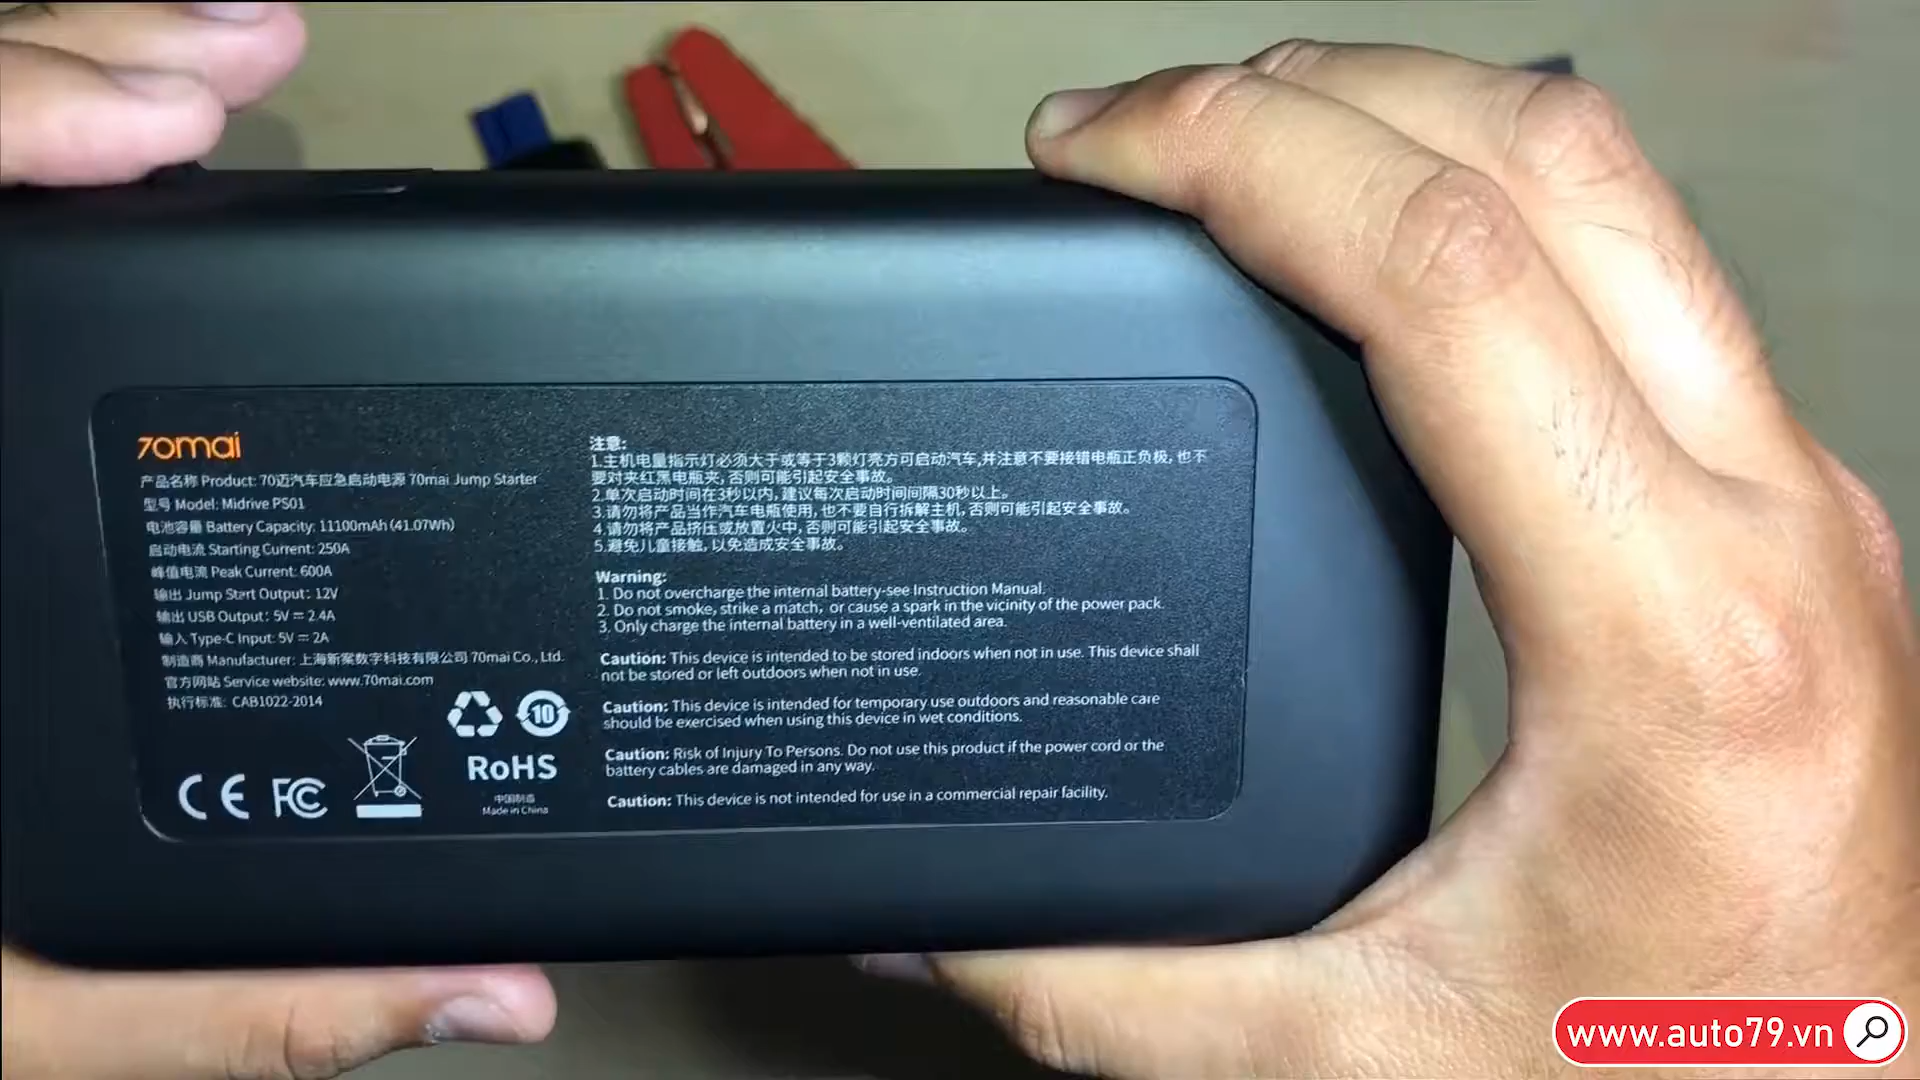 70mai
产品名称 Product: 70迈汽车应急启动电源 70mai Jump Starter
型号 Model: Midrive PS01
电池容量 Battery Capacity: 11100mAh (41.07Wh)
启动电流 Starting Current: 250A
峰值电流 Peak Current: 600A
输出 Jump Start Output: 12V
输出 USB Output: 5V⎓2.4A
输入 Type-C Input: 5V⎓2A
制造商 Manufacturer: 上海新案数字科技有限公司 70mai Co., Ltd.
官方网站 Service website: www.70mai.com
执行标准: CAB1022-2014
10
CE FC
RoHS
中国制造
Made in China
注意:
1.主机电量指示灯必须大于或等于3颗灯亮方可启动汽车,并注意不要接错电瓶正负极, 也不
要对夹红黑电瓶夹, 否则可能引起安全事故。
2.单次启动时间在3秒以内, 建议每次启动时间间隔30秒以上。
3.请勿将产品当作汽车电瓶使用, 也不要自行拆解主机, 否则可能引起安全事故。
4.请勿将产品挤压或放置火中, 否则可能引起安全事故。
5.避免儿童接触, 以免造成安全事故。
Warning:
1. Do not overcharge the internal battery-see Instruction Manual.
2. Do not smoke, strike a match, or cause a spark in the vicinity of the power pack.
3. Only charge the internal battery in a well-ventilated area.
Caution: This device is intended to be stored indoors when not in use. This device shall
not be stored or left outdoors when not in use.
Caution: This device is intended for temporary use outdoors and reasonable care
should be exercised when using this device in wet conditions.
Caution: Risk of Injury To Persons. Do not use this product if the power cord or the
battery cables are damaged in any way.
Caution: This device is not intended for use in a commercial repair facility.
www.auto79.vn